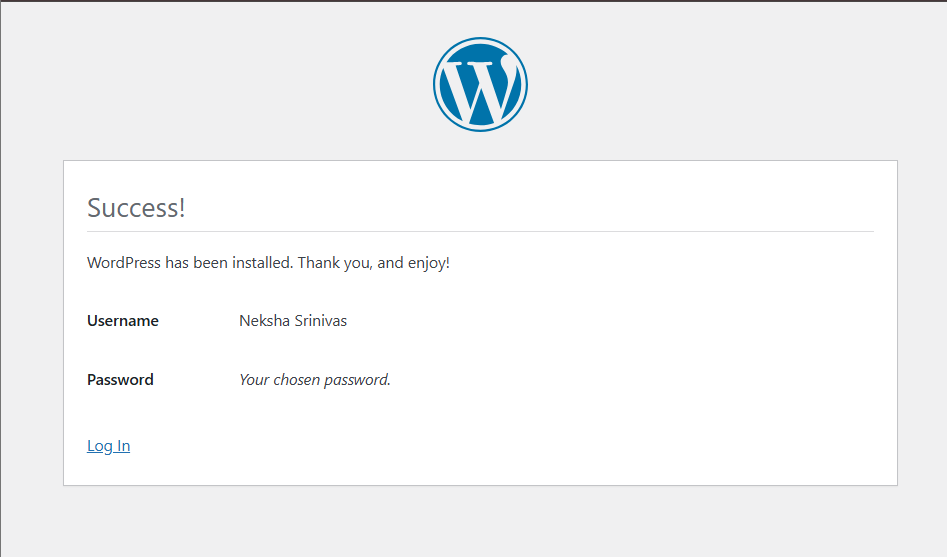 Success!
WordPress has been installed. Thank you, and enjoy!
Username Neksha Srinivas
Password Your chosen password.
Log In